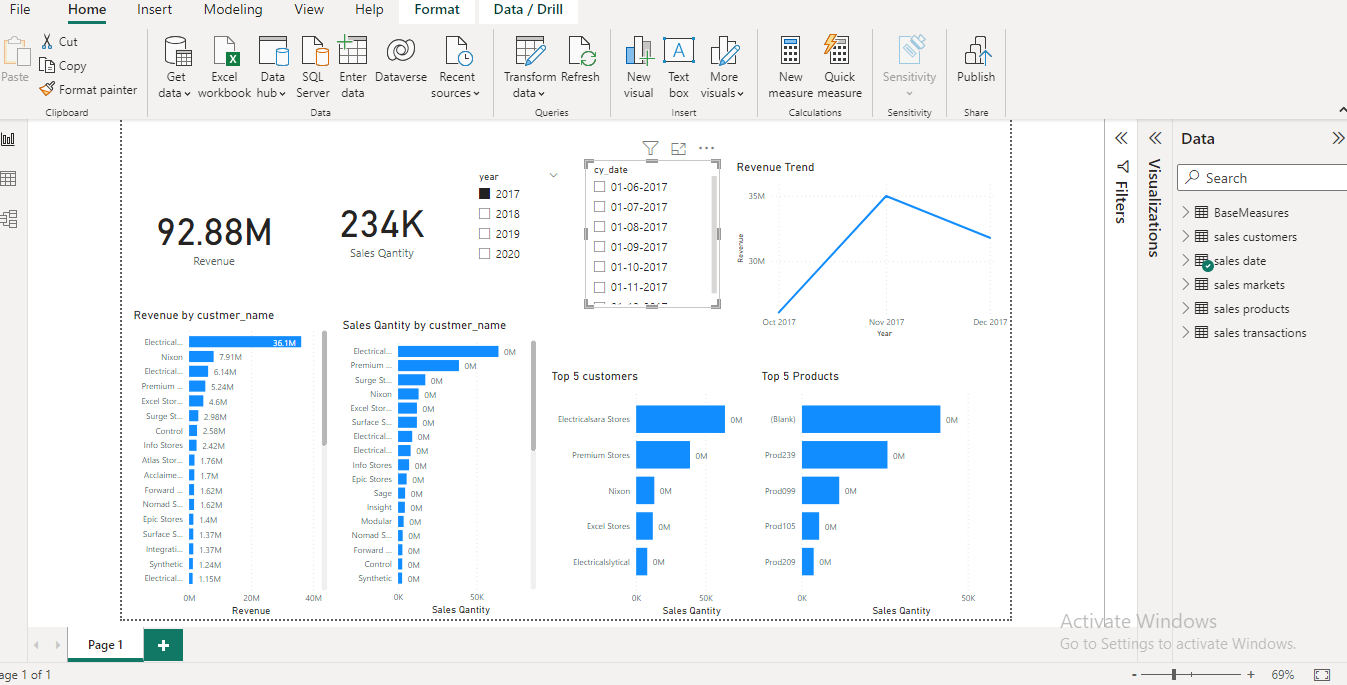 File Home Insert Modeling View Help Format Data / Drill
Paste
Cut
Copy
Format painter
Get data
Excel workbook
Data hub
SQL Server
Enter data
Dataverse
Recent sources
Transform data
Refresh
New visual
Text box
More visuals
New measure
Quick measure
Sensitivity
Publish
Clipboard
Data
Queries
Insert
Calculations
Sensitivity
Share
92.88M
Revenue
234K
Sales Qantity
year
2017
2018
2019
2020
cy_date
01-06-2017
01-07-2017
01-08-2017
01-09-2017
01-10-2017
01-11-2017
Revenue Trend
35M
30M
Revenue
Oct 2017 Nov 2017 Dec 2017
Year
Revenue by custmer_name
Electrical... 36.1M
Nixon 7.91M
Electrical... 6.14M
Premium ... 5.24M
Excel Stor... 4.6M
Surge St... 2.98M
Control 2.58M
Info Stores 2.42M
Atlas Stor... 1.76M
Acclaime... 1.7M
Forward ... 1.62M
Nomad S... 1.62M
Epic Stores 1.4M
Surface S... 1.37M
Integrati... 1.37M
Synthetic 1.24M
Electrical... 1.15M
0M 20M 40M
Revenue
Sales Qantity by custmer_name
Electrical... 0M
Premium ... 0M
Surge St... 0M
Nixon 0M
Excel Stor... 0M
Surface S... 0M
Electrical... 0M
Electrical... 0M
Info Stores 0M
Epic Stores 0M
Sage 0M
Insight 0M
Modular 0M
Nomad S... 0M
Forward ... 0M
Control 0M
Synthetic 0M
0K 50K
Sales Qantity
Top 5 customers
Electricalsara Stores 0M
Premium Stores 0M
Nixon 0M
Excel Stores 0M
Electricalslytical 0M
0K 50K
Sales Qantity
Top 5 Products
(Blank) 0M
Prod239 0M
Prod099 0M
Prod105 0M
Prod209 0M
0K 50K
Sales Qantity
Filters
Visualizations
Data
Search
BaseMeasures
sales customers
sales date
sales markets
sales products
sales transactions
Activate Windows
Go to Settings to activate Windows.
Page 1
age 1 of 1
- + 69%